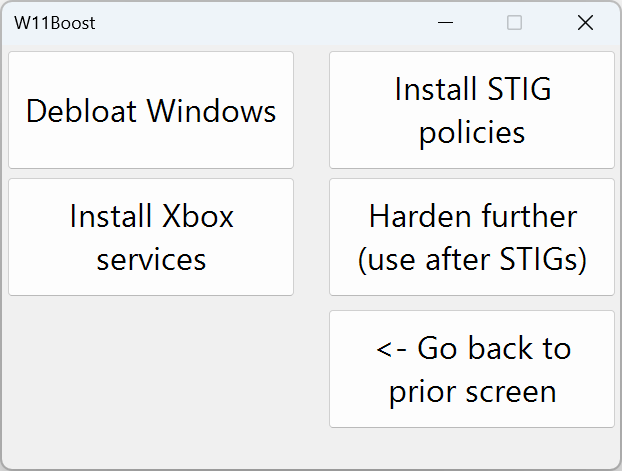 W11Boost
Debloat Windows
Install STIG
policies
Install Xbox
services
Harden further
(use after STIGs)
<- Go back to
prior screen